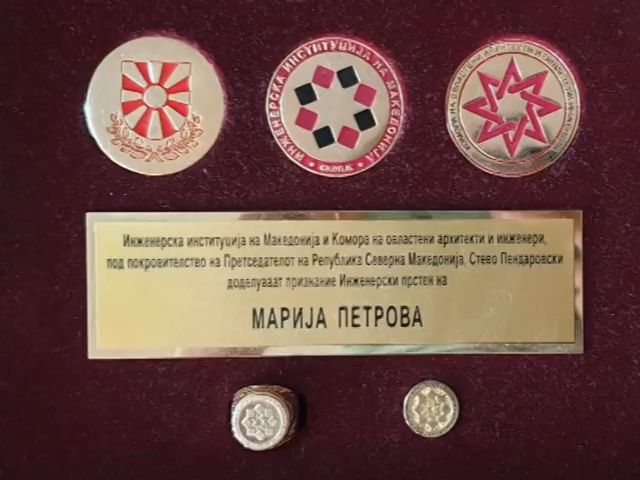 ИНЖЕНЕРСКА ИНСТИТУЦИЈА НА МАКЕДОНИЈА
Инженерска институција на Македонија и Комора на овластени архитекти и инженери,
под покровителство на Претседателот на Република Северна Македонија, Стево Пендаровски
доделуваат признание Инженерски прстен на
МАРИЈА ПЕТРОВА